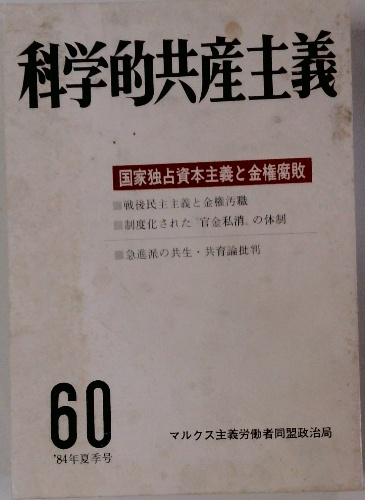 科学的共産主義
国家独占資本主義と金権腐敗
■戦後民主主義と金権汚職
■制度化された“官金私消”の体制
■急進派の共生・共育論批判
60
'84年夏季号
マルクス主義労働者同盟政治局